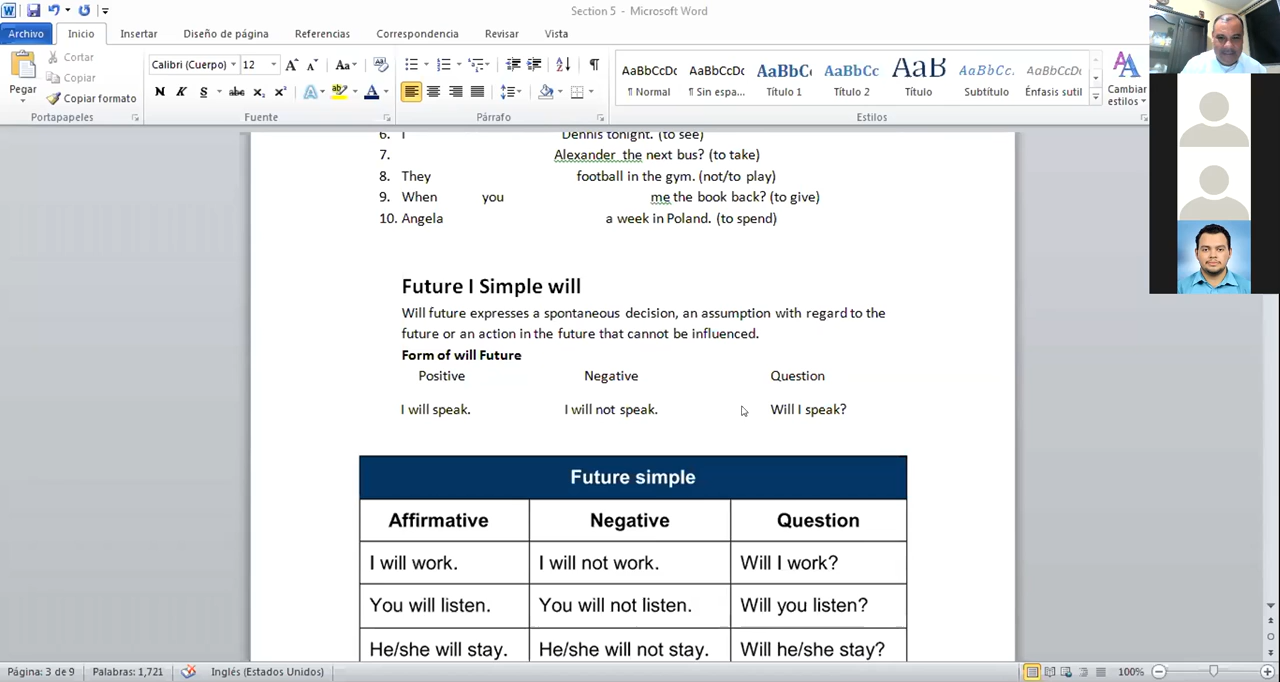 Section 5 - Microsoft Word
Archivo Inicio Insertar Diseño de página Referencias Correspondencia Revisar Vista
Cortar
Copiar
Copiar formato
Pegar
Portapapeles
Calibri (Cuerpo) 12
N K S abc x₂ x² A ab A
Fuente
Párrafo
AaBbCcDc AaBbCcDc AaBbC AaBbCc AaB AaBbCc. AaBbCcDc
¶ Normal ¶ Sin espa... Título 1 Título 2 Título Subtítulo Énfasis sutil
Estilos
Cambiar
estilos
6. I Dennis tonight. (to see)
7. Alexander the next bus? (to take)
8. They football in the gym. (not/to play)
9. When you me the book back? (to give)
10. Angela a week in Poland. (to spend)
Future I Simple will
Will future expresses a spontaneous decision, an assumption with regard to the
future or an action in the future that cannot be influenced.
Form of will Future
Positive Negative Question
I will speak. I will not speak. Will I speak?
Future simple
Affirmative Negative Question
I will work. I will not work. Will I work?
You will listen. You will not listen. Will you listen?
He/she will stay. He/she will not stay. Will he/she stay?
Página: 3 de 9 Palabras: 1,721 Inglés (Estados Unidos) 100%